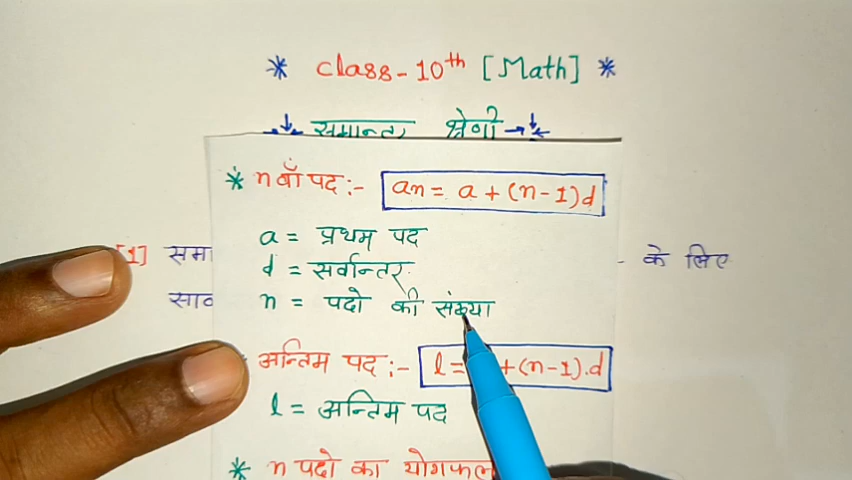 * Class-10th [Math] *
समान्तर श्रेणी
* n वाँ पद :- an = a + (n-1)d
a = प्रथम पद
[1] समा के लिए
d = सर्वान्तर
n = पदो की संख्या
अन्तिम पद :- l = + (n-1).d
l = अन्तिम पद
* n पदो का योगफल